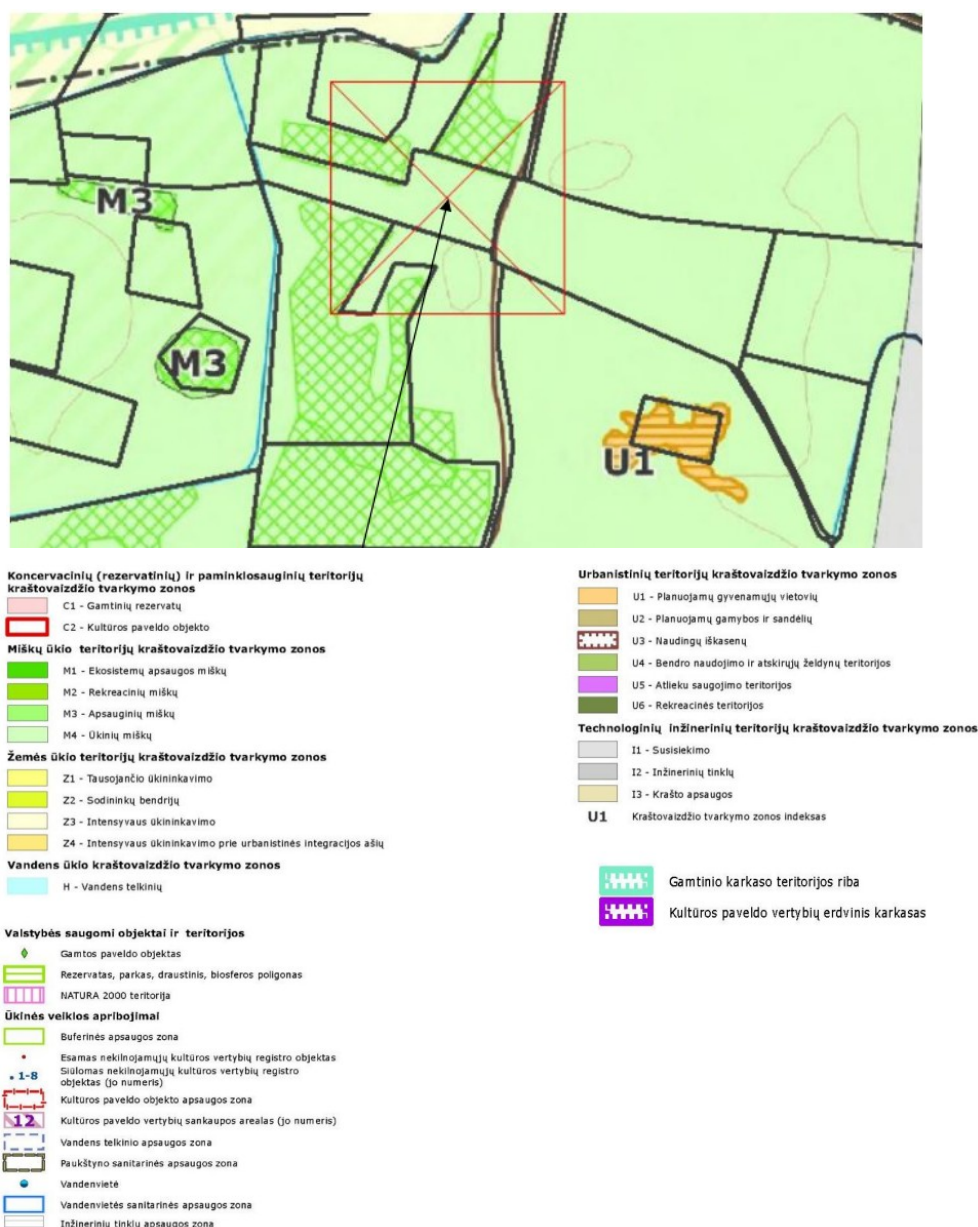 M3
M3
U1
Koncervacinių (rezervatinių) ir paminklosauginių teritorijų
kraštovaizdžio tvarkymo zonos
C1 - Gamtinių rezervatų
C2 - Kultūros paveldo objekto
Miškų ūkio teritorijų kraštovaizdžio tvarkymo zonos
M1 - Ekosistemų apsaugos miškų
M2 - Rekreacinių miškų
M3 - Apsauginių miškų
M4 - Ūkinių miškų
Žemės ūkio teritorijų kraštovaizdžio tvarkymo zonos
Z1 - Tausojančio ūkininkavimo
Z2 - Sodininkų bendrijų
Z3 - Intensyvaus ūkininkavimo
Z4 - Intensyvaus ūkininkavimo prie urbanistinės integracijos ašių
Vandens ūkio kraštovaizdžio tvarkymo zonos
H - Vandens telkinių
Valstybės saugomi objektai ir teritorijos
Gamtos paveldo objektas
Rezervatas, parkas, draustinis, biosferos poligonas
NATURA 2000 teritorija
Ūkinės veiklos apribojimai
Buferinės apsaugos zona
Esamas nekilnojamųjų kultūros vertybių registro objektas
1-8 Siūlomas nekilnojamųjų kultūros vertybių registro
objektas (jo numeris)
Kultūros paveldo objekto apsaugos zona
12 Kultūros paveldo vertybių sankaupos arealas (jo numeris)
Vandens telkinio apsaugos zona
Paukštyno sanitarinės apsaugos zona
Vandenvietė
Vandenvietės sanitarinės apsaugos zona
Inžinerinių tinklų apsaugos zona
Urbanistinių teritorijų kraštovaizdžio tvarkymo zonos
U1 - Planuojamų gyvenamųjų vietovių
U2 - Planuojamų gamybos ir sandėlių
U3 - Naudingų iškasenų
U4 - Bendro naudojimo ir atskirųjų želdynų teritorijos
U5 - Atlieku saugojimo teritorijos
U6 - Rekreacinės teritorijos
Technologinių inžinerinių teritorijų kraštovaizdžio tvarkymo zonos
I1 - Susisiekimo
I2 - Inžinerinių tinklų
I3 - Krašto apsaugos
U1 Kraštovaizdžio tvarkymo zonos indeksas
Gamtinio karkaso teritorijos riba
Kultūros paveldo vertybių erdvinis karkasas